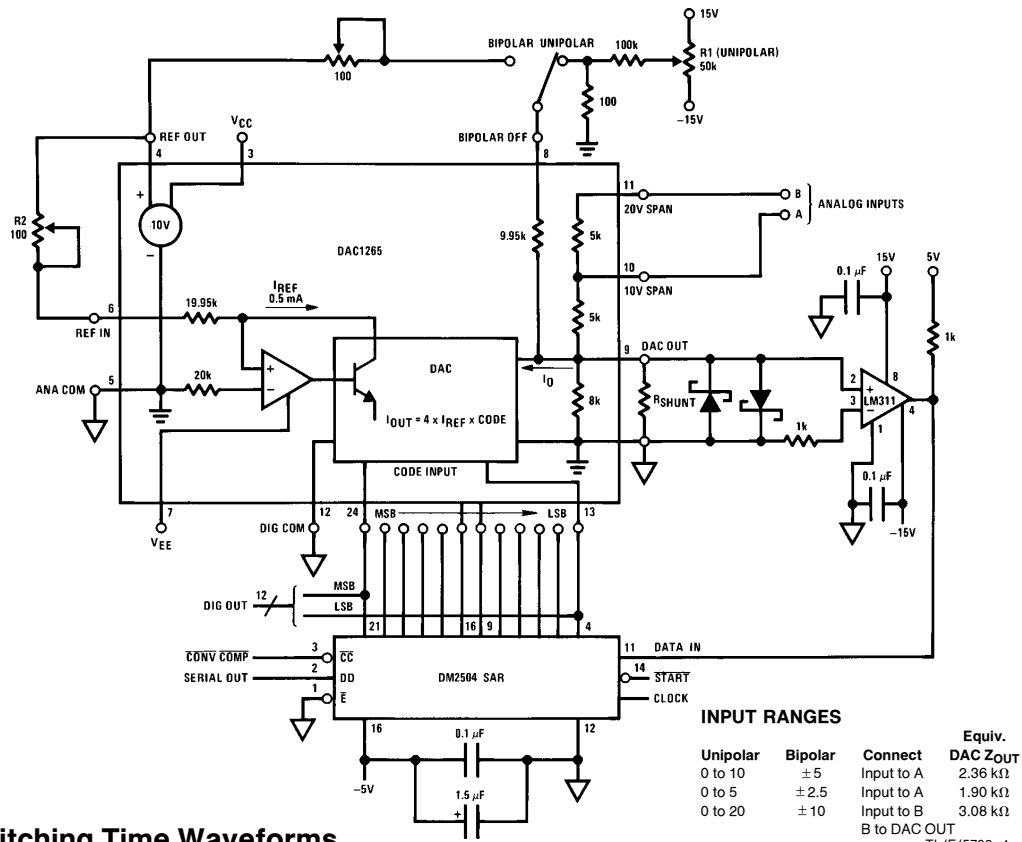 15V
BIPOLAR UNIPOLAR
100k
R1 (UNIPOLAR)
50k
100
100
-15V
VCC
REF OUT
BIPOLAR OFF
4
3
8
11
B
20V SPAN
A
ANALOG INPUTS
+
R2
100
10V
9.95k
5k
DAC1265
-
10
10V SPAN
15V
5V
0.1 µF
IREF
0.5 mA
6
19.95k
5k
REF IN
1k
DAC
9
DAC OUT
IO
ANA COM
5
20k
+
-
8k
RSHUNT
2
+
8
3
-
LM311
4
1
IOUT = 4 x IREF x CODE
1k
CODE INPUT
0.1 µF
-15V
7
12
24
MSB
LSB
13
VEE
DIG COM
DIG OUT
12
MSB
LSB
21
16
9
4
CONV COMP
3
CC
11
DATA IN
SERIAL OUT
2
DD
DM2504 SAR
14
START
1
E
CLOCK
16
12
0.1 µF
-5V
1.5 µF
+
INPUT RANGES
Equiv.
Unipolar Bipolar Connect DAC ZOUT
0 to 10 ±5 Input to A 2.36 kΩ
0 to 5 ±2.5 Input to A 1.90 kΩ
0 to 20 ±10 Input to B 3.08 kΩ
B to DAC OUT
itching Time Waveforms